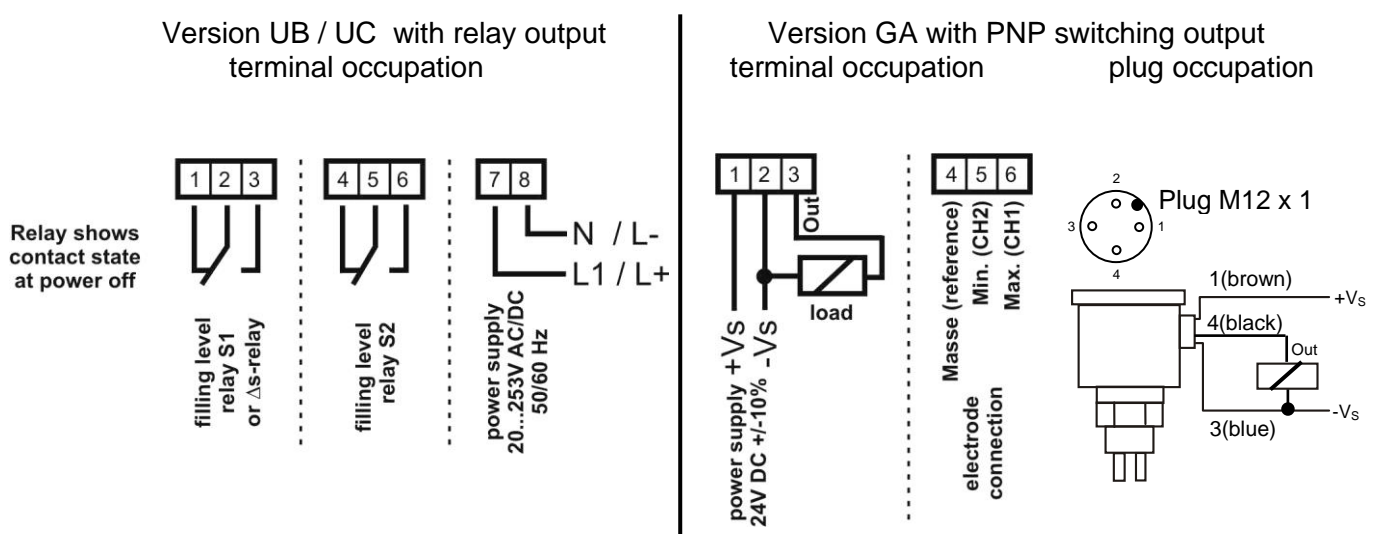 Version UB / UC with relay output
terminal occupation
1 2 3
4 5 6
7 8
Relay shows
contact state
at power off
N / L-
L1 / L+
filling level
relay S1
or Δs-relay
filling level
relay S2
power supply
20...253V AC/DC
50/60 Hz
Version GA with PNP switching output
terminal occupation
plug occupation
1 2 3
Out
load
+Vs
-Vs
power supply
24V DC +/-10%
4 5 6
Masse (reference)
Min. (CH2)
Max. (CH1)
electrode
connection
2
Plug M12 x 1
3
1
4
1(brown)
+VS
4(black)
Out
-VS
3(blue)